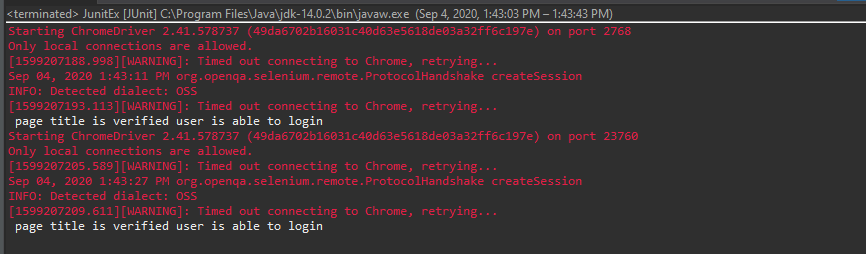 <terminated> JunitEx [JUnit] C:\Program Files\Java\jdk-14.0.2\bin\javaw.exe (Sep 4, 2020, 1:43:03 PM – 1:43:43 PM)
Starting ChromeDriver 2.41.578737 (49da6702b16031c40d63e5618de03a32ff6c197e) on port 2768
Only local connections are allowed.
[1599207188.998][WARNING]: Timed out connecting to Chrome, retrying...
Sep 04, 2020 1:43:11 PM org.openqa.selenium.remote.ProtocolHandshake createSession
INFO: Detected dialect: OSS
[1599207193.113][WARNING]: Timed out connecting to Chrome, retrying...
page title is verified user is able to login
Starting ChromeDriver 2.41.578737 (49da6702b16031c40d63e5618de03a32ff6c197e) on port 23760
Only local connections are allowed.
[1599207205.589][WARNING]: Timed out connecting to Chrome, retrying...
Sep 04, 2020 1:43:27 PM org.openqa.selenium.remote.ProtocolHandshake createSession
INFO: Detected dialect: OSS
[1599207209.611][WARNING]: Timed out connecting to Chrome, retrying...
page title is verified user is able to login